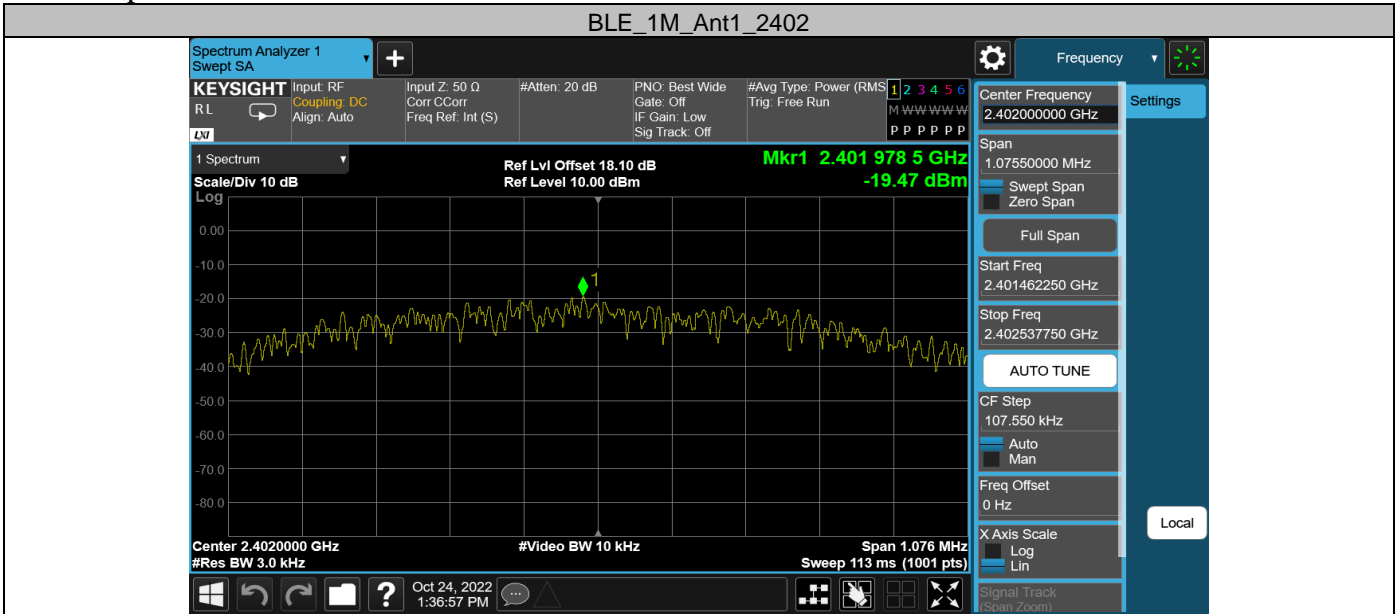 BLE_1M_Ant1_2402
Spectrum Analyzer 1
Swept SA
+
Frequency
KEYSIGHT
RL
LXI
Input: RF
Coupling: DC
Align: Auto
Input Z: 50 Ω
Corr CCorr
Freq Ref: Int (S)
#Atten: 20 dB
PNO: Best Wide
Gate: Off
IF Gain: Low
Sig Track: Off
#Avg Type: Power (RMS
Trig: Free Run
1 2 3 4 5 6
M W W W W W
P P P P P P
1 Spectrum
Scale/Div 10 dB
Ref Lvl Offset 18.10 dB
Ref Level 10.00 dBm
Mkr1 2.401 978 5 GHz
-19.47 dBm
Log
0.00
-10.0
-20.0
-30.0
-40.0
-50.0
-60.0
-70.0
-80.0
1
Center 2.4020000 GHz
#Res BW 3.0 kHz
#Video BW 10 kHz
Span 1.076 MHz
Sweep 113 ms (1001 pts)
Center Frequency
2.402000000 GHz
Span
1.07550000 MHz
Swept Span
Zero Span
Full Span
Start Freq
2.401462250 GHz
Stop Freq
2.402537750 GHz
AUTO TUNE
CF Step
107.550 kHz
Auto
Man
Freq Offset
0 Hz
X Axis Scale
Log
Lin
Signal Track
(Span Zoom)
Settings
Local
?
Oct 24, 2022
1:36:57 PM